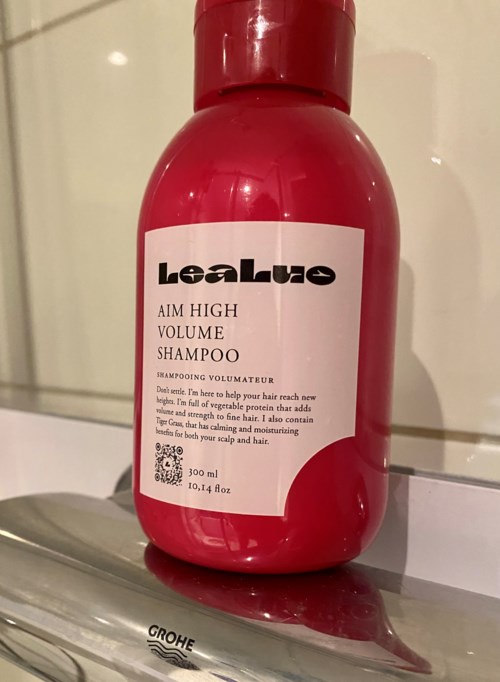 LeaLuo
AIM HIGH
VOLUME
SHAMPOO
SHAMPOOING VOLUMATEUR
Don't settle. I'm here to help your hair reach new
heights. I'm full of vegetable protein that adds
volume and strength to fine hair. I also contain
Tiger Grass, that has calming and moisturizing
benefits for both your scalp and hair.
300 ml
10,14 floz
GROHE